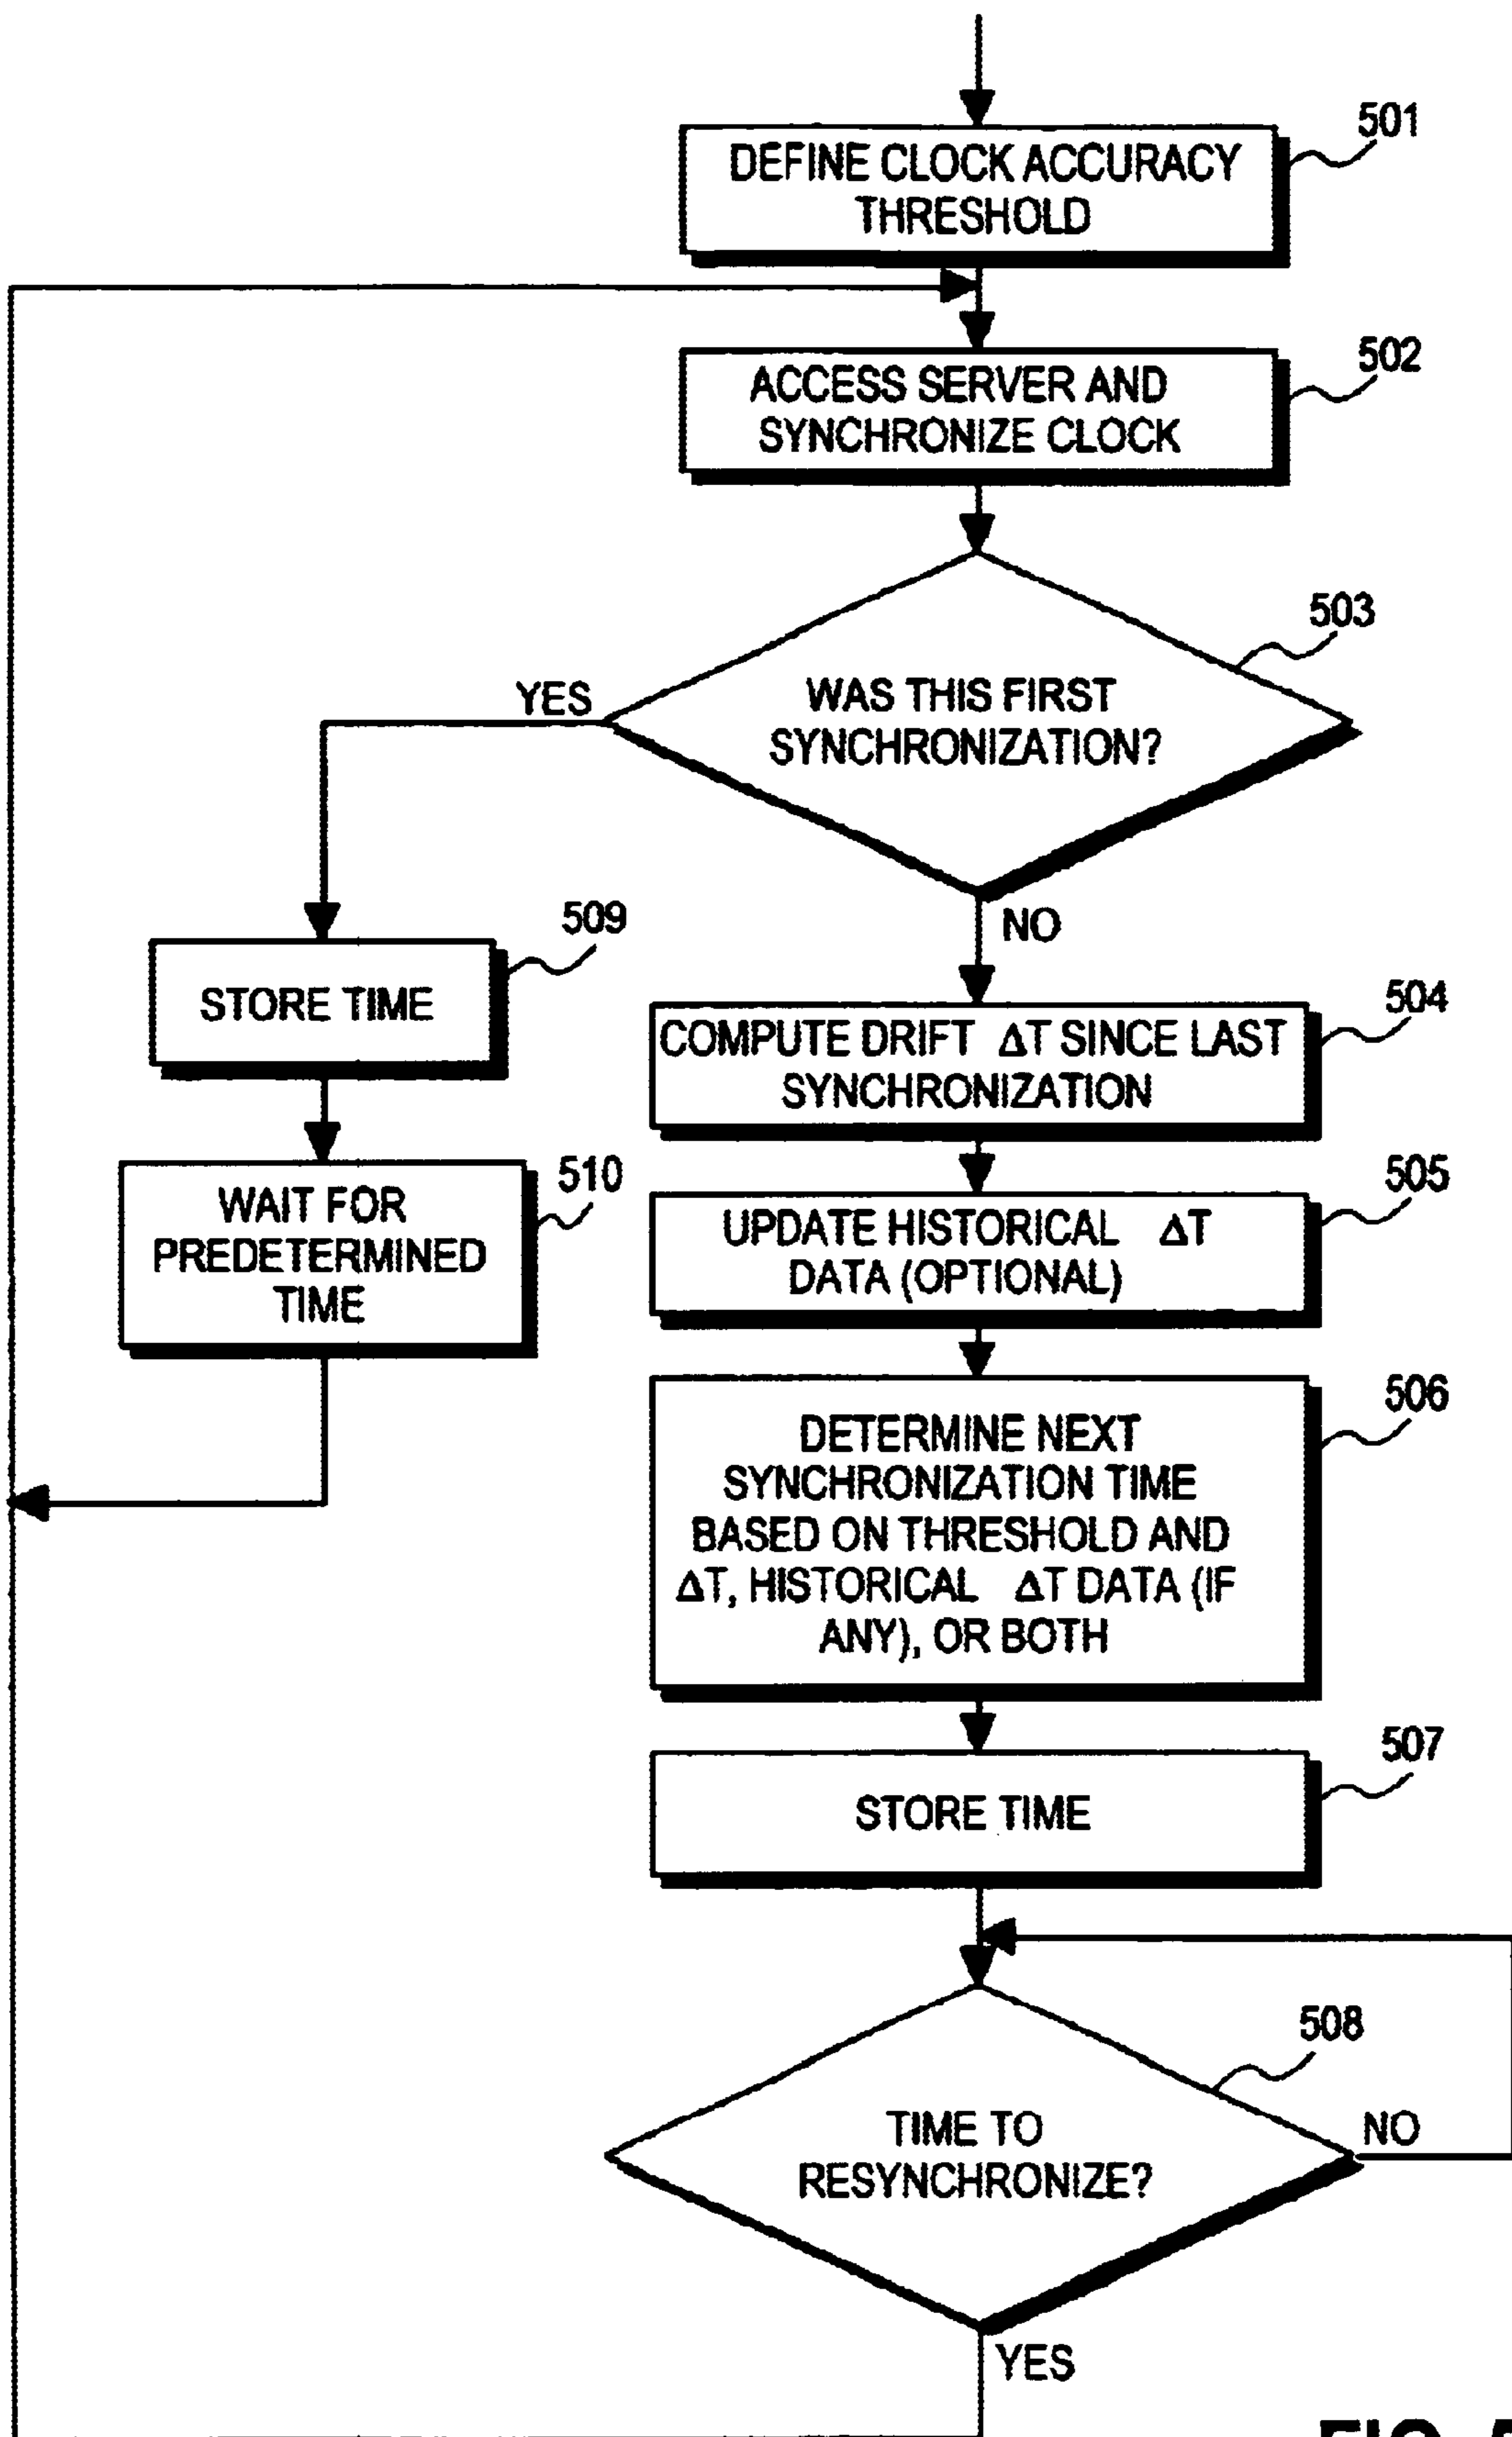 501
DEFINE CLOCK ACCURACY
THRESHOLD
502
ACCESS SERVER AND
SYNCHRONIZE CLOCK
503
WAS THIS FIRST
SYNCHRONIZATION?
YES
NO
509
STORE TIME
504
COMPUTE DRIFT ΔT SINCE LAST
SYNCHRONIZATION
510
WAIT FOR
PREDETERMINED
TIME
505
UPDATE HISTORICAL ΔT
DATA (OPTIONAL)
506
DETERMINE NEXT
SYNCHRONIZATION TIME
BASED ON THRESHOLD AND
ΔT, HISTORICAL ΔT DATA (IF
ANY), OR BOTH
507
STORE TIME
508
TIME TO
RESYNCHRONIZE?
NO
YES